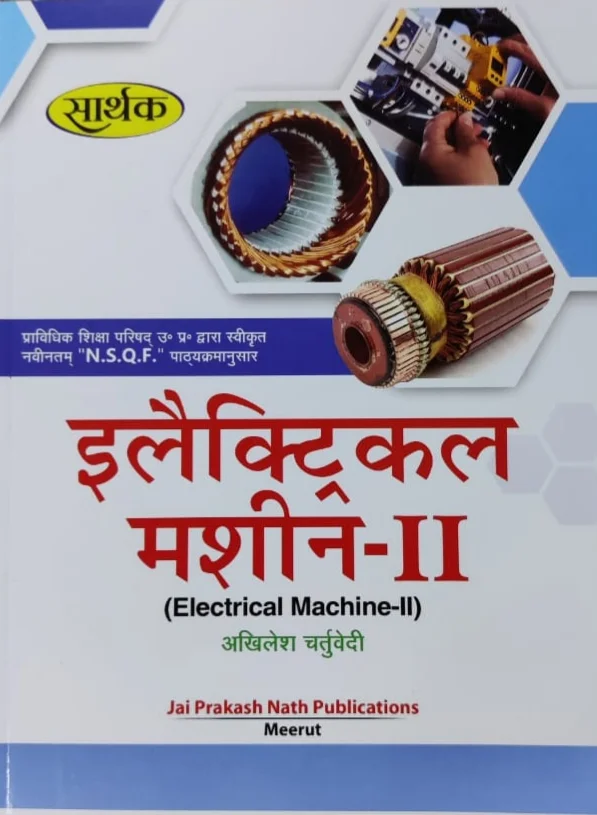 सार्थक
प्राविधिक शिक्षा परिषद् उ॰ प्र॰ द्वारा स्वीकृत
नवीनतम् "N.S.Q.F." पाठ्यक्रमानुसार
इलैक्ट्रिकल
मशीन-II
(Electrical Machine-II)
अखिलेश चर्तुवेदी
Jai Prakash Nath Publications
Meerut